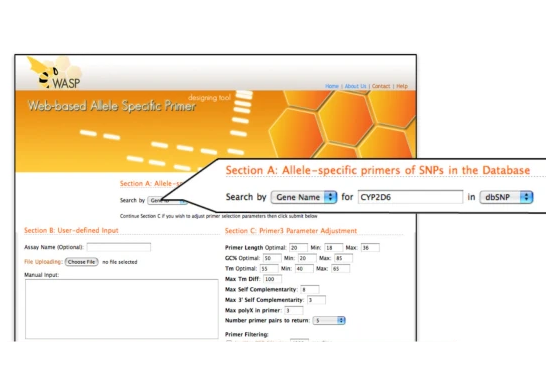 WASP
Home | About Us | Contact | Help
Web-based Allele Specific Primer
designing tool
Section A: Allele-specific primers of SNPs in the Database
Search by Gene Name for CYP2D6 in dbSNP
Section A: Allele-
Search by
Continue Section C if you wish to adjust primer selection parameters then click submit below
Section B: User-defined Input
Assay Name (Optional):
File Uploading: Choose File no file selected
Manual Input:
Section C: Primer3 Parameter Adjustment
Primer Length Optimal: 20 Min: 18 Max: 36
GC% Optimal: 50 Min: 20 Max: 85
Tm Optimal: 55 Min: 40 Max: 65
Max Tm Diff: 100
Max Self Complementarity: 8
Max 3' Self Complementarity: 3
Max polyX in primer: 3
Number primer pairs to return: 5
Primer Filtering: